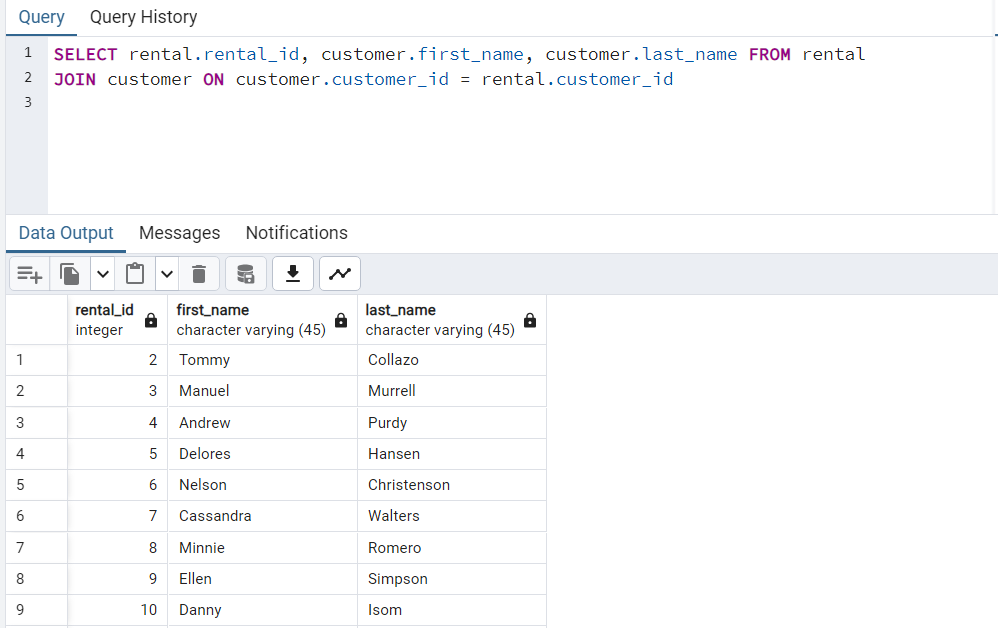 Query Query History
1 SELECT rental.rental_id, customer.first_name, customer.last_name FROM rental
2 JOIN customer ON customer.customer_id = rental.customer_id
3
Data Output Messages Notifications
rental_id first_name last_name
integer character varying (45) character varying (45)
1 2 Tommy Collazo
2 3 Manuel Murrell
3 4 Andrew Purdy
4 5 Delores Hansen
5 6 Nelson Christenson
6 7 Cassandra Walters
7 8 Minnie Romero
8 9 Ellen Simpson
9 10 Danny Isom